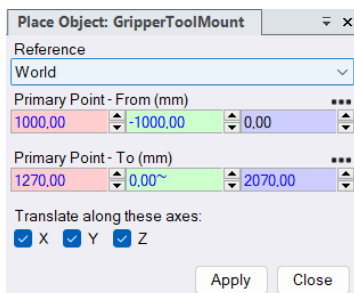 Place Object: GripperToolMount
Reference
World
Primary Point - From (mm)
1000,00 -1000,00 0,00
Primary Point - To (mm)
1270,00 0,00~ 2070,00
Translate along these axes:
X Y Z
Apply Close